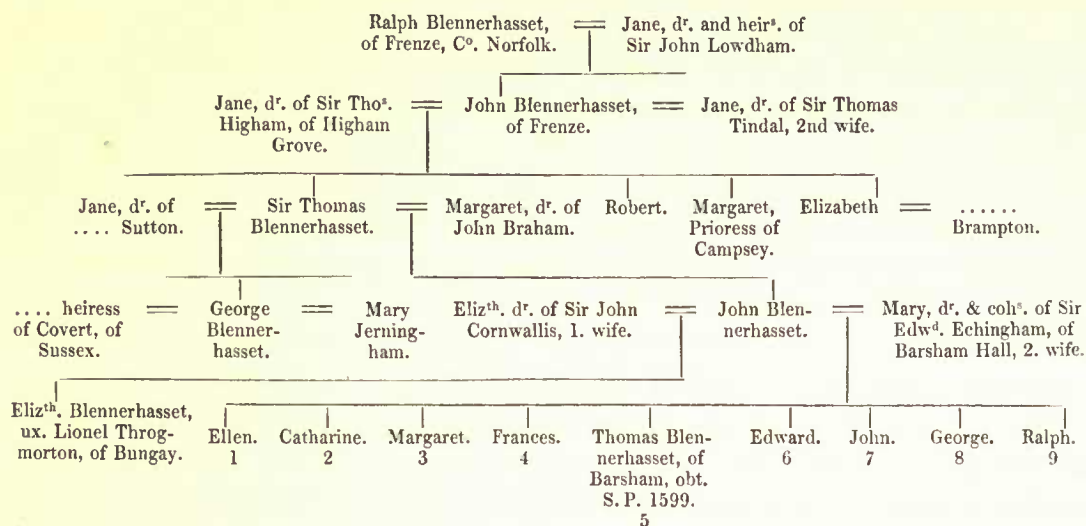 Ralph Blennerhasset, = Jane, dr. and heirs. of
of Frenze, Co. Norfolk. Sir John Lowdham.
Jane, dr. of Sir Thos. = John Blennerhasset, = Jane, dr. of Sir Thomas
Higham, of Higham of Frenze. Tindal, 2nd wife.
Grove.
Jane, dr. of = Sir Thomas = Margaret, dr. of Robert. Margaret, Elizabeth = ......
.... Sutton. Blennerhasset. John Braham. Prioress of Brampton.
Campsey.
.... heiress = George = Mary Elizth. dr. of Sir John = John Blen- = Mary, dr. & cohs. of Sir
of Covert, of Blenner- Jerning- Cornwallis, 1. wife. nerhasset. Edwd. Echingham, of
Sussex. hasset. ham. Barsham Hall, 2. wife.
Elizth. Blennerhasset, Ellen. Catharine. Margaret. Frances. Thomas Blen- Edward. John. George. Ralph.
ux. Lionel Throg- 1 2 3 4 nerhasset, of 6 7 8 9
morton, of Bungay. Barsham, obt.
S. P. 1599.
5